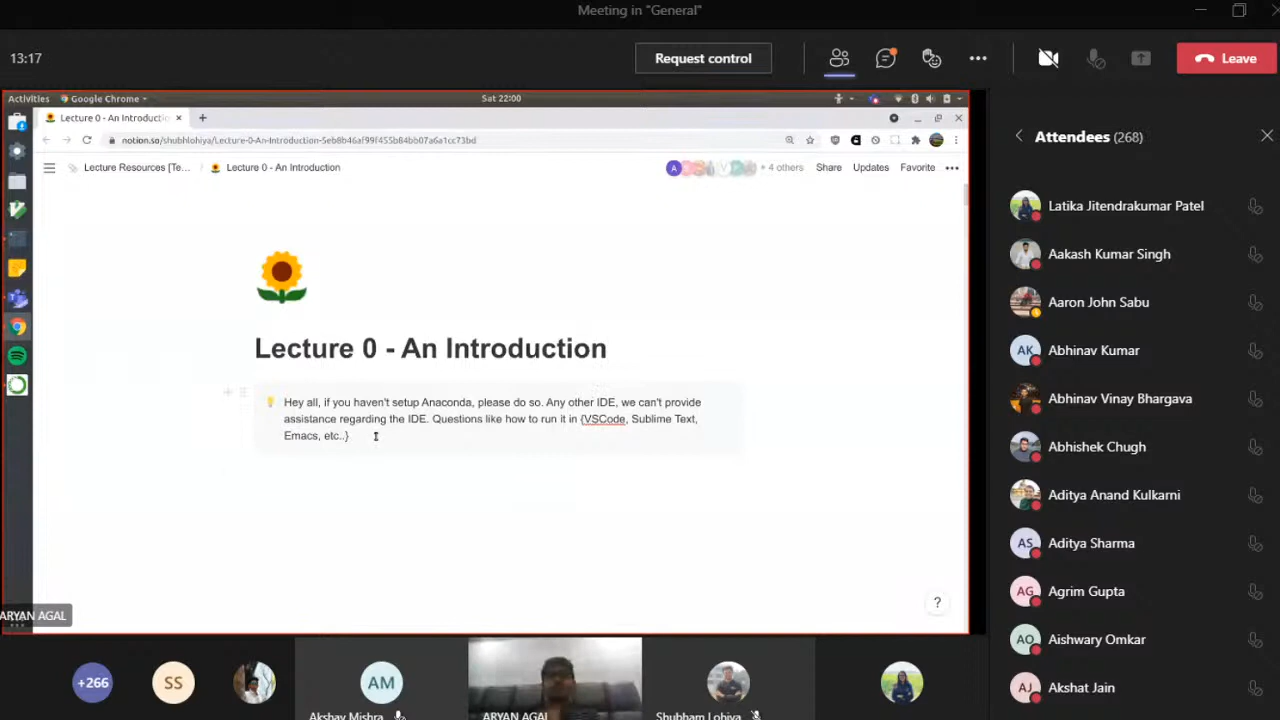 Meeting in "General"
13:17
Request control
Leave
Activities
Google Chrome
Sat 22:00
Lecture 0 - An Introductio
notion.so/shubhlohiya/Lecture-0-An-Introduction-5eb8b46af99f455b84bb07a6a1cc73bd
Lecture Resources [Te...
/
Lecture 0 - An Introduction
A
V
+ 4 others
Share
Updates
Favorite
Lecture 0 - An Introduction
Hey all, if you haven't setup Anaconda, please do so. Any other IDE, we can't provide
assistance regarding the IDE. Questions like how to run it in {VSCode, Sublime Text,
Emacs, etc..}
?
ARYAN AGAL
Attendees (268)
Latika Jitendrakumar Patel
Aakash Kumar Singh
Aaron John Sabu
AK
Abhinav Kumar
Abhinav Vinay Bhargava
Abhishek Chugh
Aditya Anand Kulkarni
AS
Aditya Sharma
AG
Agrim Gupta
AO
Aishwary Omkar
AJ
Akshat Jain
+266
SS
AM
Akshay Mishra
ARYAN AGAL
Shubham Lohiya